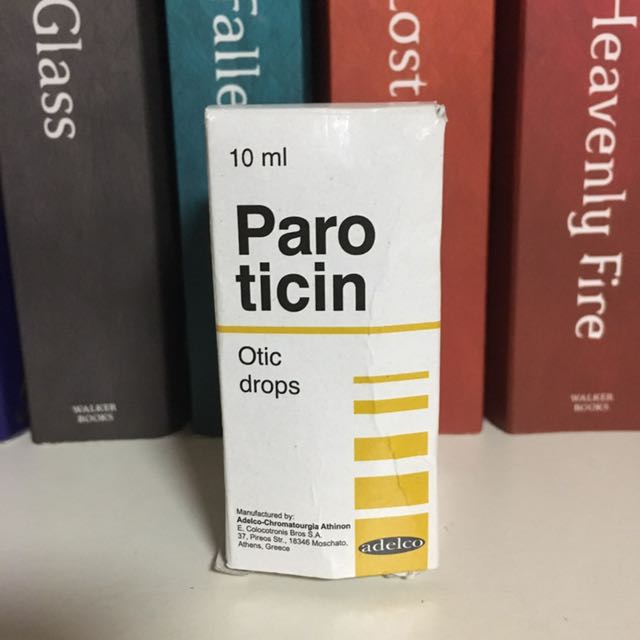 Glass
Falle
Lost
Heavenly Fire
WALKER
BOOKS
WALKER
BOOKS
10 ml
Paro
ticin
Otic
drops
Manufactured by:
Adelco-Chromatourgia Athinon
E. Colocotronis Bros S.A.
37, Pireos Str., 18346 Moschato,
Athens, Greece
adelco